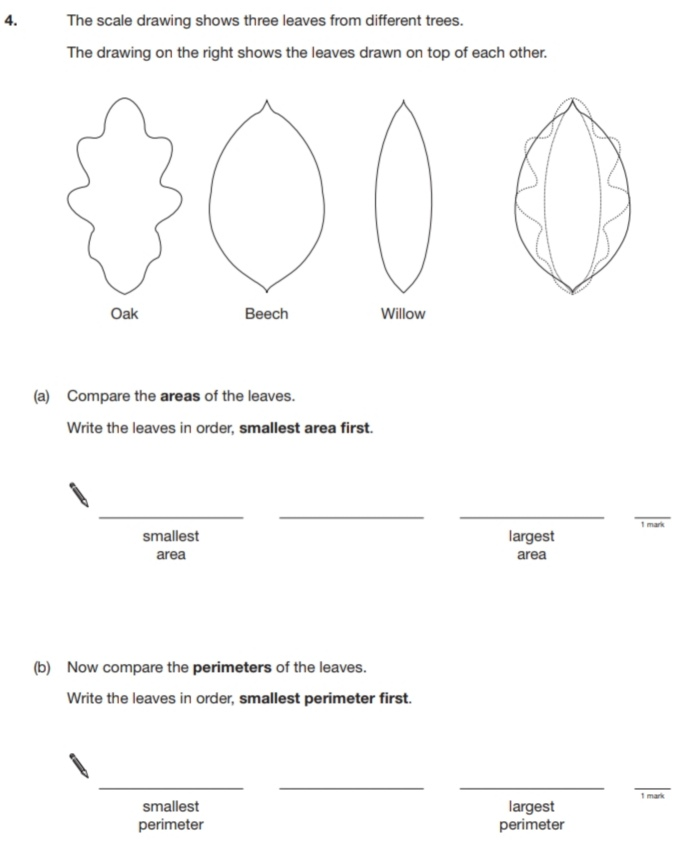 4. The scale drawing shows three leaves from different trees.
The drawing on the right shows the leaves drawn on top of each other.
Oak Beech Willow
(a) Compare the areas of the leaves.
Write the leaves in order, smallest area first.
1 mark
smallest largest
area area
(b) Now compare the perimeters of the leaves.
Write the leaves in order, smallest perimeter first.
1 mark
smallest largest
perimeter perimeter